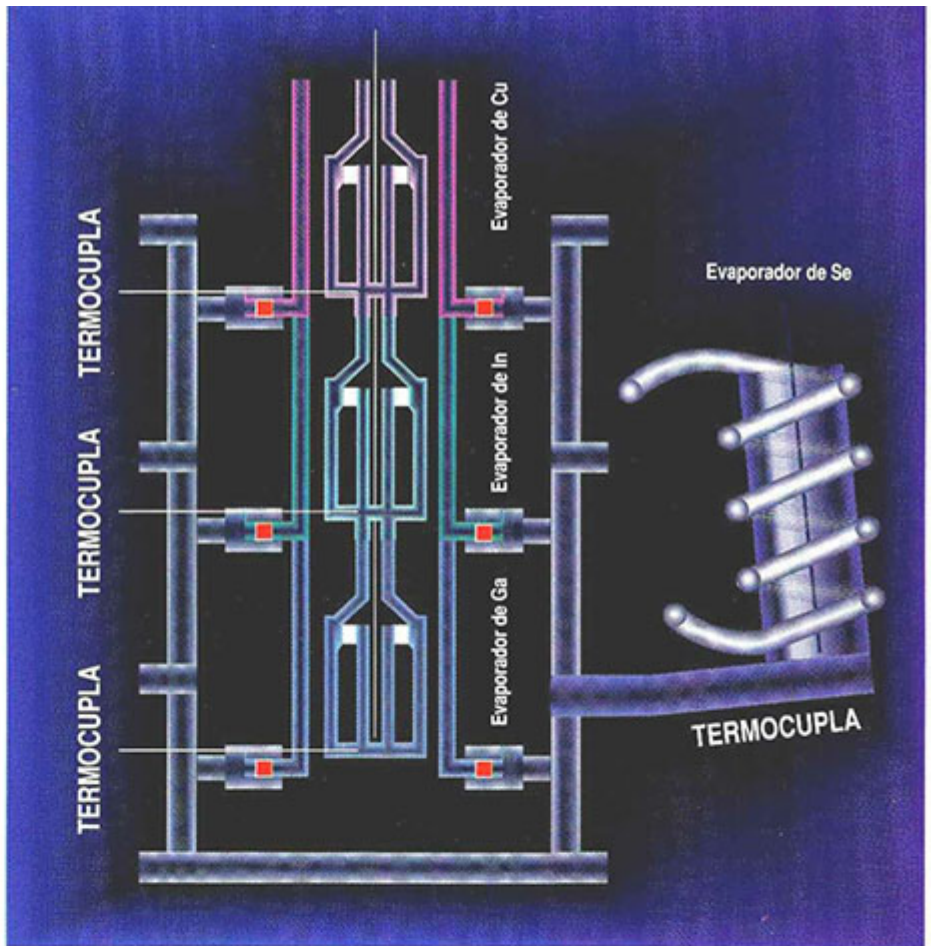 TERMOCUPLA
Evaporador de Cu
Evaporador de Se
TERMOCUPLA
Evaporador de In
TERMOCUPLA
Evaporador de Ga
TERMOCUPLA